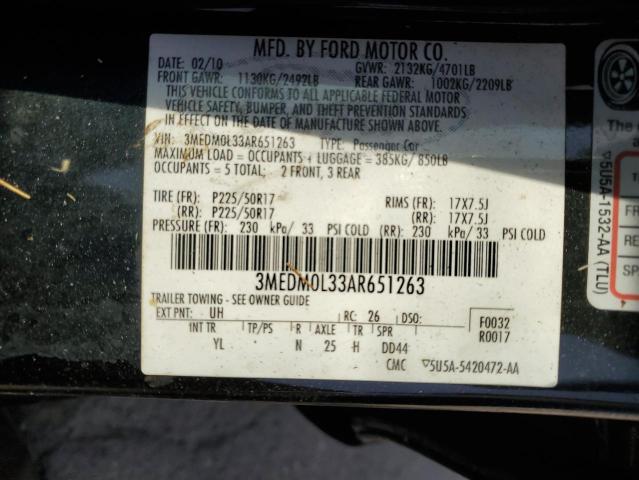 MFD. BY FORD MOTOR CO.
DATE: 02/10 GVWR: 2132KG/4701LB
FRONT GAWR: 1130KG/2492LB REAR GAWR: 1002KG/2209LB
THIS VEHICLE CONFORMS TO ALL APPLICABLE FEDERAL MOTOR
VEHICLE SAFETY, BUMPER, AND THEFT PREVENTION STANDARDS
IN EFFECT ON THE DATE OF MANUFACTURE SHOWN ABOVE.
VIN: 3MEDM0L33AR651263 TYPE: Passenger Car
MAXIMUM LOAD = OCCUPANTS + LUGGAGE = 385KG/ 850LB
OCCUPANTS = 5 TOTAL: 2 FRONT, 3 REAR
TIRE (FR): P225/50R17 RIMS (FR): 17X7.5J
(RR): P225/50R17 (RR): 17X7.5J
PRESSURE (FR): 230 kPa/ 33 PSI COLD (RR): 230 kPa/ 33 PSI COLD
3MEDM0L33AR651263
TRAILER TOWING - SEE OWNER GUIDE
EXT PNT: UH RC: 26 DSO: F0032
INT TR TP/PS R AXLE TR SPR R0017
YL N 25 H DD44
CMC ▽5U5A-5420472-AA
▽5U5A-1532-AA (TLU)
The
T
FR
RE
SP